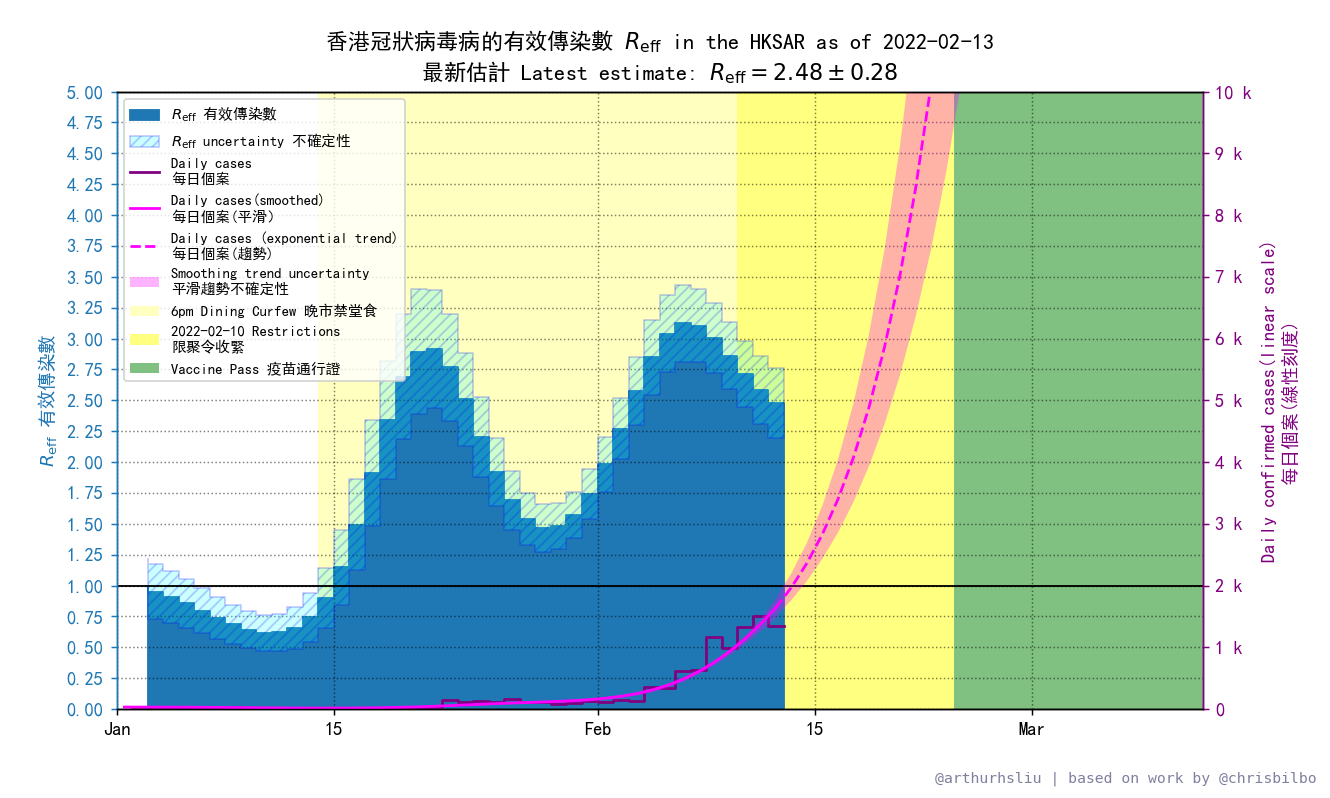 香港冠狀病毒病的有效傳染數 Reff in the HKSAR as of 2022-02-13
最新估計 Latest estimate: Reff = 2.48 ± 0.28
Reff 有效傳染數
Reff uncertainty 不確定性
Daily cases
每日個案
Daily cases(smoothed)
每日個案(平滑)
Daily cases (exponential trend)
每日個案(趨勢)
Smoothing trend uncertainty
平滑趨勢不確定性
6pm Dining Curfew 晚市禁堂食
2022-02-10 Restrictions
限聚令收緊
Vaccine Pass 疫苗通行證
5.00
4.75
4.50
4.25
4.00
3.75
3.50
3.25
3.00
2.75
2.50
2.25
2.00
1.75
1.50
1.25
1.00
0.75
0.50
0.25
0.00
Reff 有效傳染數
10 k
9 k
8 k
7 k
6 k
5 k
4 k
3 k
2 k
1 k
0
Daily confirmed cases(linear scale)
每日個案(線性刻度)
Jan
15
Feb
15
Mar
@arthurhsliu | based on work by @chrisbilbo